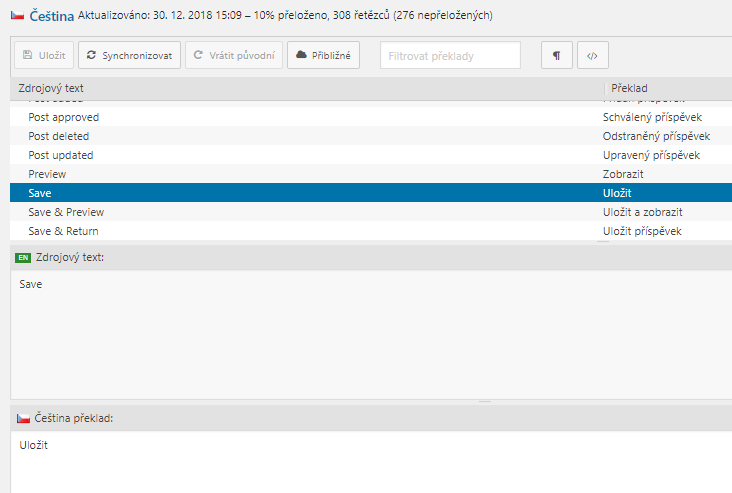 Čeština Aktualizováno: 30. 12. 2018 15:09 – 10% přeloženo, 308 řetězců (276 nepřeložených)
Uložit Synchronizovat Vrátit původní Přibližné Filtrovat překlady ¶ </>
Zdrojový text Překlad
Post approved Schválený příspěvek
Post deleted Odstraněný příspěvek
Post updated Upravený příspěvek
Preview Zobrazit
Save Uložit
Save & Preview Uložit a zobrazit
Save & Return Uložit příspěvek
EN Zdrojový text:
Save
Čeština překlad:
Uložit